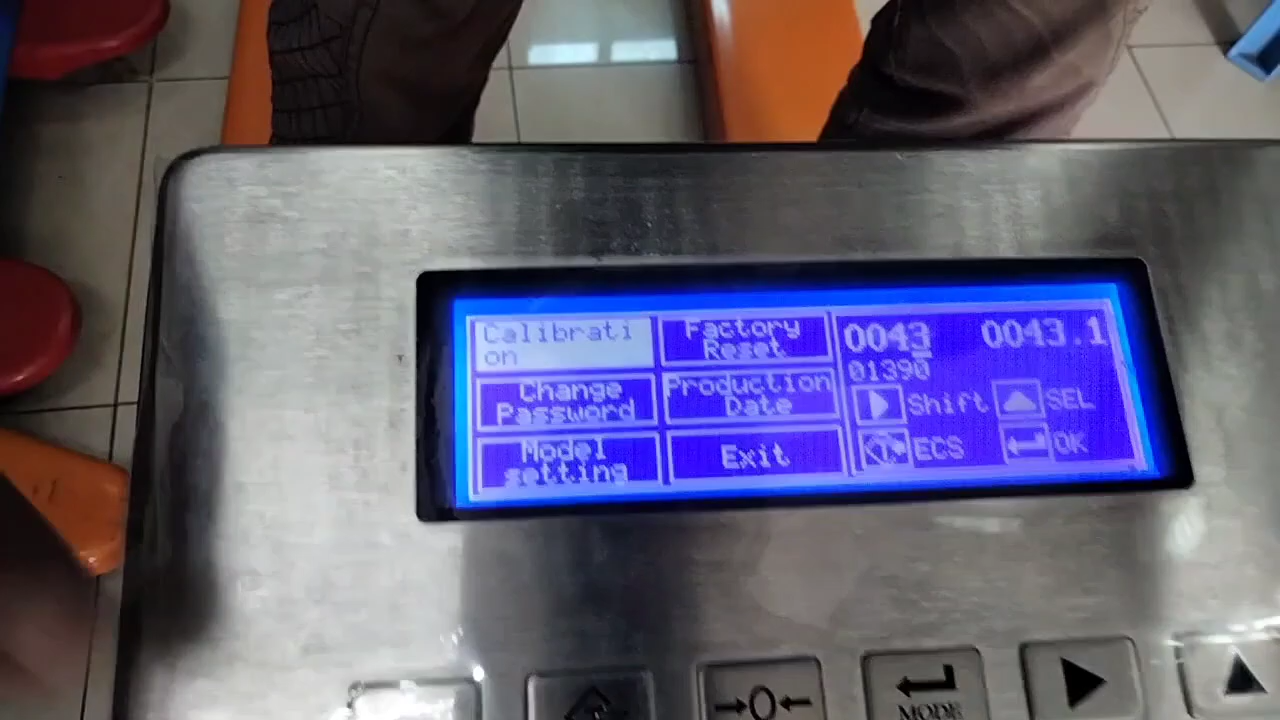 Calibrati
on
Factory
Reset
Change
Password
Production
Date
Model
setting
Exit
0043 0043.1
01390
Shift SEL
ECS OK
→0←
MODE